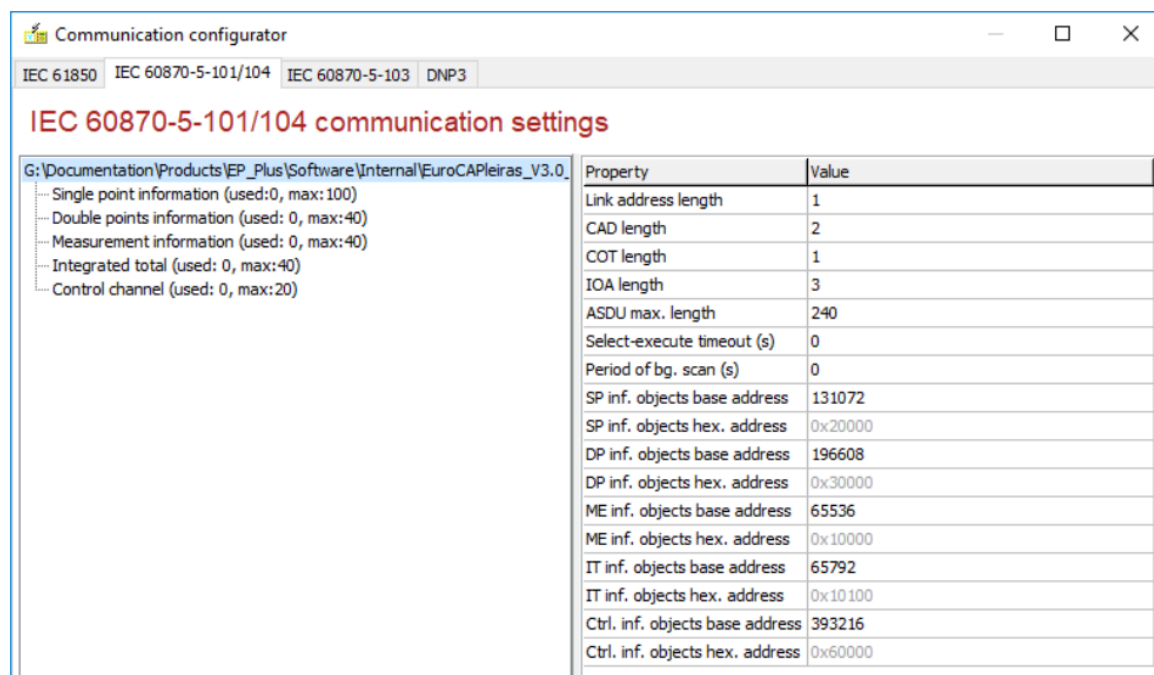 Communication configurator
IEC 61850 IEC 60870-5-101/104 IEC 60870-5-103 DNP3
IEC 60870-5-101/104 communication settings
G:\Documentation\Products\EP_Plus\Software\Internal\EuroCAPleiras_V3.0_
Single point information (used:0, max:100)
Double points information (used: 0, max:40)
Measurement information (used: 0, max:40)
Integrated total (used: 0, max:40)
Control channel (used: 0, max:20)
Property Value
Link address length 1
CAD length 2
COT length 1
IOA length 3
ASDU max. length 240
Select-execute timeout (s) 0
Period of bg. scan (s) 0
SP inf. objects base address 131072
SP inf. objects hex. address 0x20000
DP inf. objects base address 196608
DP inf. objects hex. address 0x30000
ME inf. objects base address 65536
ME inf. objects hex. address 0x10000
IT inf. objects base address 65792
IT inf. objects hex. address 0x10100
Ctrl. inf. objects base address 393216
Ctrl. inf. objects hex. address 0x60000